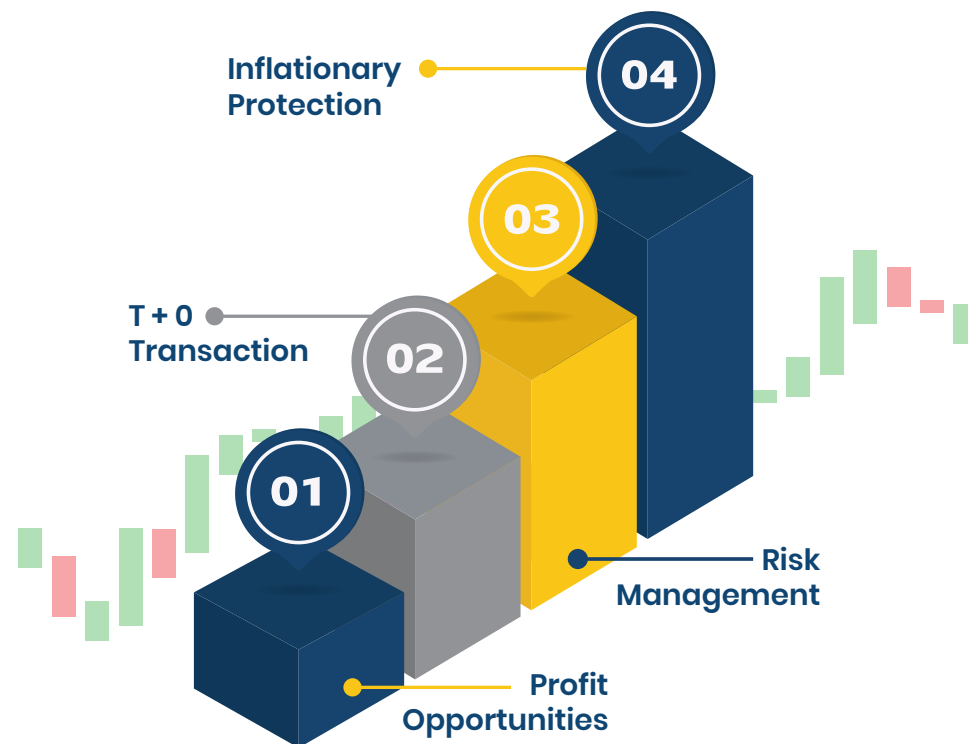 04
Inflationary
Protection
03
T + 0
Transaction
02
01
Risk
Management
Profit
Opportunities